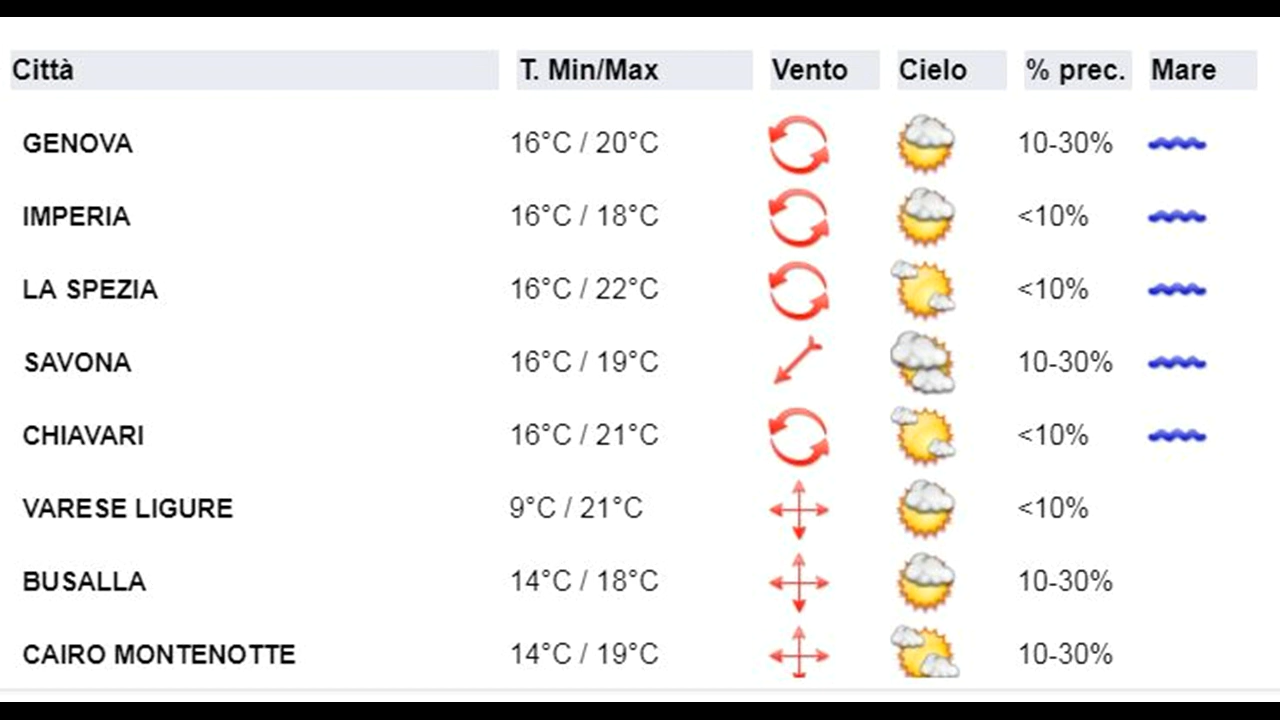 Città T. Min/Max Vento Cielo % prec. Mare
GENOVA 16°C / 20°C 10-30%
IMPERIA 16°C / 18°C <10%
LA SPEZIA 16°C / 22°C <10%
SAVONA 16°C / 19°C 10-30%
CHIAVARI 16°C / 21°C <10%
VARESE LIGURE 9°C / 21°C <10%
BUSALLA 14°C / 18°C 10-30%
CAIRO MONTENOTTE 14°C / 19°C 10-30%